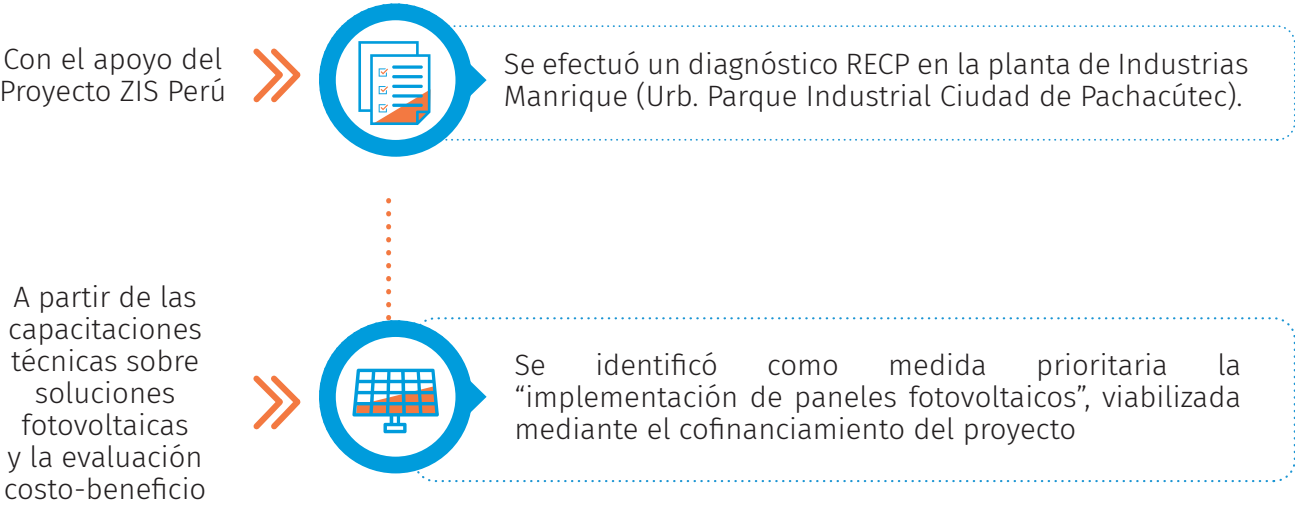 Con el apoyo del
Proyecto ZIS Perú
Se efectuó un diagnóstico RECP en la planta de Industrias
Manrique (Urb. Parque Industrial Ciudad de Pachacútec).
A partir de las
capacitaciones
técnicas sobre
soluciones
fotovoltaicas
y la evaluación
costo-beneficio
Se identificó como medida prioritaria la
“implementación de paneles fotovoltaicos”, viabilizada
mediante el cofinanciamiento del proyecto